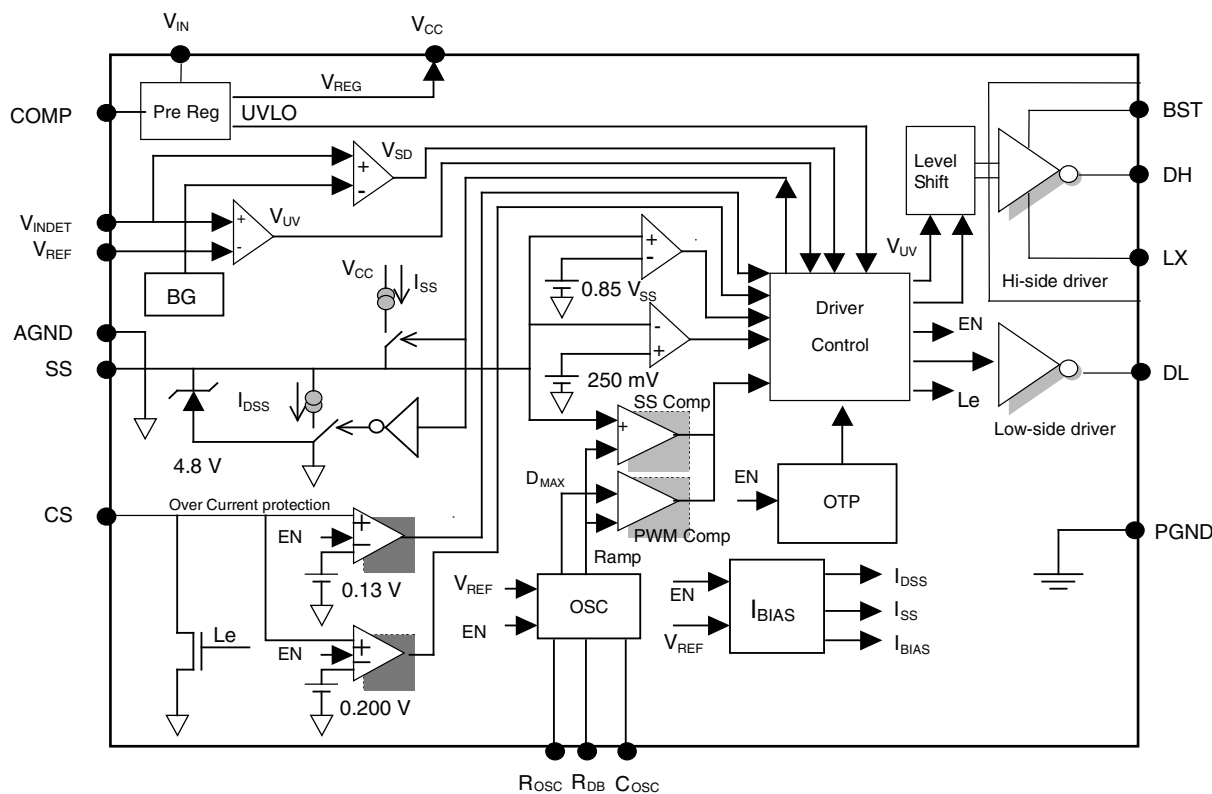 VIN
VCC
VREG
COMP
Pre Reg
UVLO
BST
VSD
Level
Shift
DH
VINDET
VUV
VREF
VUV
LX
VCC
ISS
BG
0.85 VSS
Hi-side driver
AGND
Driver
Control
EN
SS
250 mV
DL
IDSS
Le
SS Comp
Low-side driver
4.8 V
DMAX
EN
OTP
Over Current protection
CS
PWM Comp
EN
PGND
Ramp
0.13 V
VREF
OSC
EN
IBIAS
IDSS
ISS
EN
VREF
IBIAS
Le
EN
0.200 V
ROSC
RDB
COSC